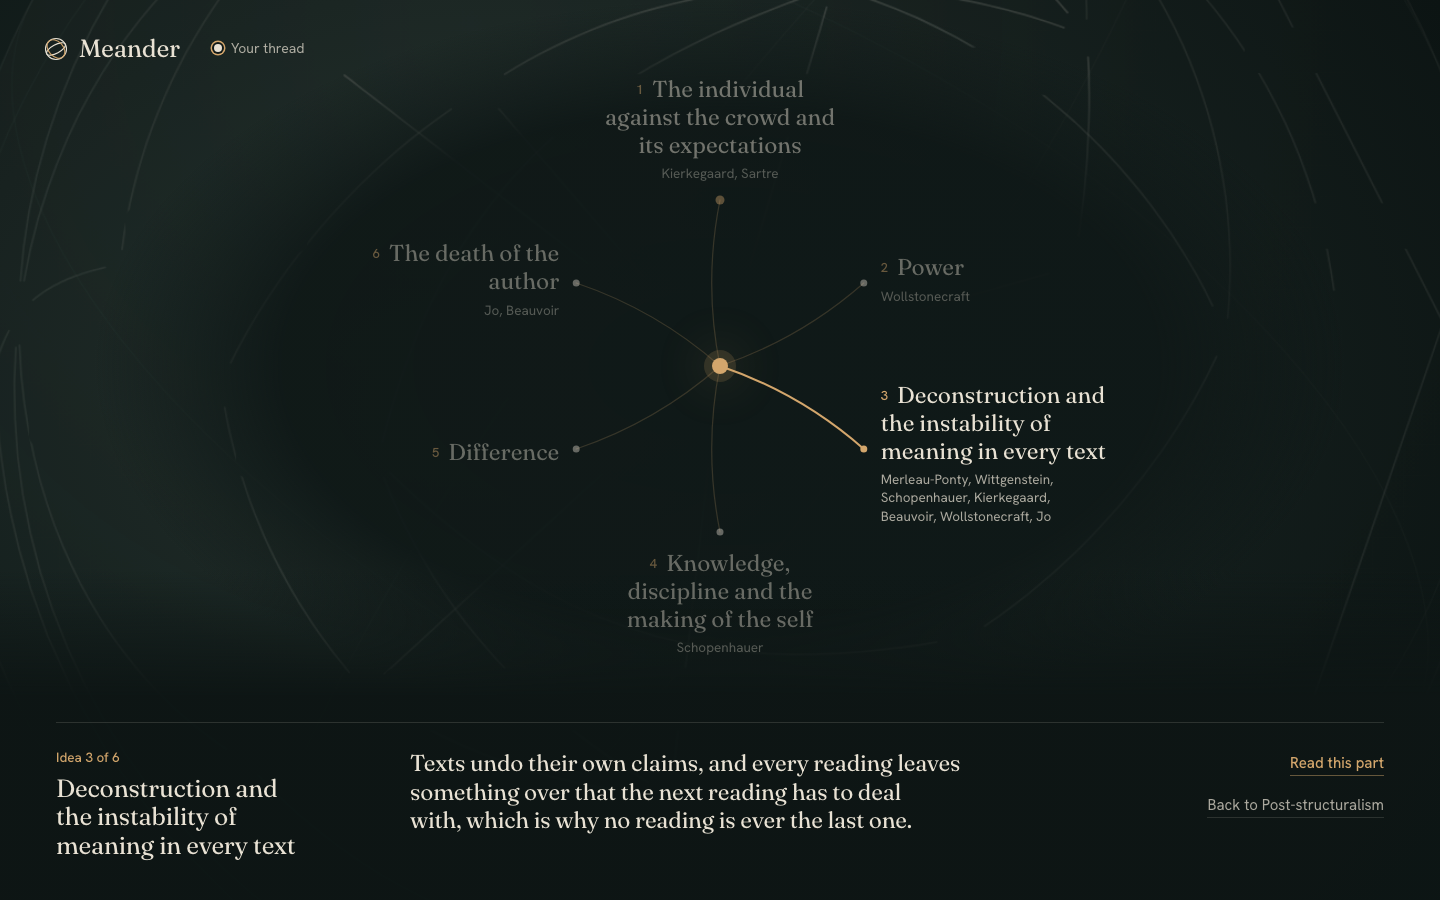 Meander
Your thread
1 The individual
against the crowd and
its expectations
Kierkegaard, Sartre
6 The death of the
author
Jo, Beauvoir
2 Power
Wollstonecraft
3 Deconstruction and
the instability of
meaning in every text
Merleau-Ponty, Wittgenstein,
Schopenhauer, Kierkegaard,
Beauvoir, Wollstonecraft, Jo
5 Difference
4 Knowledge,
discipline and the
making of the self
Schopenhauer
Idea 3 of 6
Deconstruction and
the instability of
meaning in every text
Texts undo their own claims, and every reading leaves
something over that the next reading has to deal
with, which is why no reading is ever the last one.
Read this part
Back to Post-structuralism